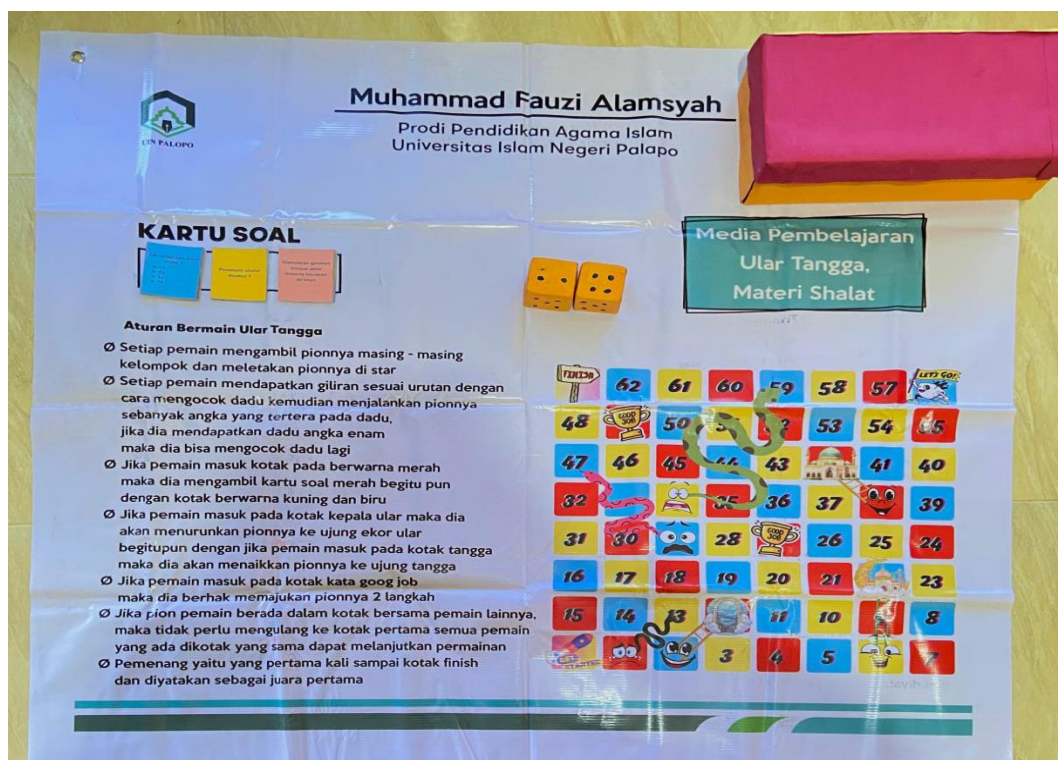 Muhammad Fauzi Alamsyah
Prodi Pendidikan Agama Islam
Universitas Islam Negeri Palapo
UIN PALOPO
KARTU SOAL
Media Pembelajaran
Ular Tangga,
Materi Shalat
Aturan Bermain Ular Tangga
Ø Setiap pemain mengambil pionnya masing - masing
kelompok dan meletakan pionnya di star
Ø Setiap pemain mendapatkan giliran sesuai urutan dengan
cara mengocok dadu kemudian menjalankan pionnya
sebanyak angka yang tertera pada dadu,
jika dia mendapatkan dadu angka enam
maka dia bisa mengocok dadu lagi
Ø Jika pemain masuk kotak pada berwarna merah
maka dia mengambil kartu soal merah begitu pun
dengan kotak berwarna kuning dan biru
Ø Jika pemain masuk pada kotak kepala ular maka dia
akan menurunkan pionnya ke ujung ekor ular
begitupun dengan jika pemain masuk pada kotak tangga
maka dia akan menaikkan pionnya ke ujung tangga
Ø Jika pemain masuk pada kotak kata goog job
maka dia berhak memajukan pionnya 2 langkah
Ø Jika pion pemain berada dalam kotak bersama pemain lainnya,
maka tidak perlu mengulang ke kotak pertama semua pemain
yang ada dikotak yang sama dapat melanjutkan permainan
Ø Pemenang yaitu yang pertama kali sampai kotak finish
dan diyatakan sebagai juara pertama
FINISH 62 61 60 59 58 57 LET'S GO!
48 GOOD JOB 50 53 54
47 46 45 44 43 41 40
32 35 36 37 39
31 30 28 GOOD JOB 26 25 24
16 17 18 19 20 21 23
15 14 13 11 10 8
GET STARTED 3 4 5 7